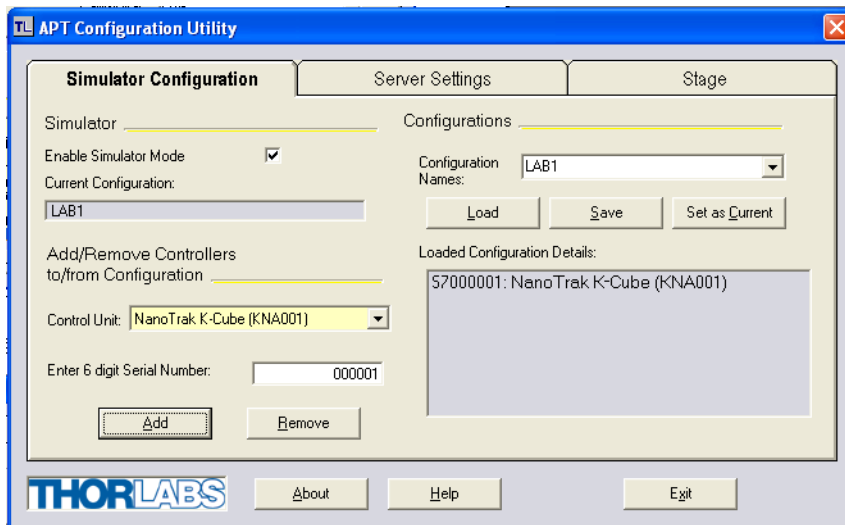 APT Configuration Utility
Simulator Configuration
Server Settings
Stage
Simulator
Enable Simulator Mode
Current Configuration:
LAB1
Add/Remove Controllers
to/from Configuration
Control Unit:
NanoTrak K-Cube (KNA001)
Enter 6 digit Serial Number:
000001
Add
Remove
Configurations
Configuration
Names:
LAB1
Load
Save
Set as Current
Loaded Configuration Details:
57000001: NanoTrak K-Cube (KNA001)
THORLABS
About
Help
Exit